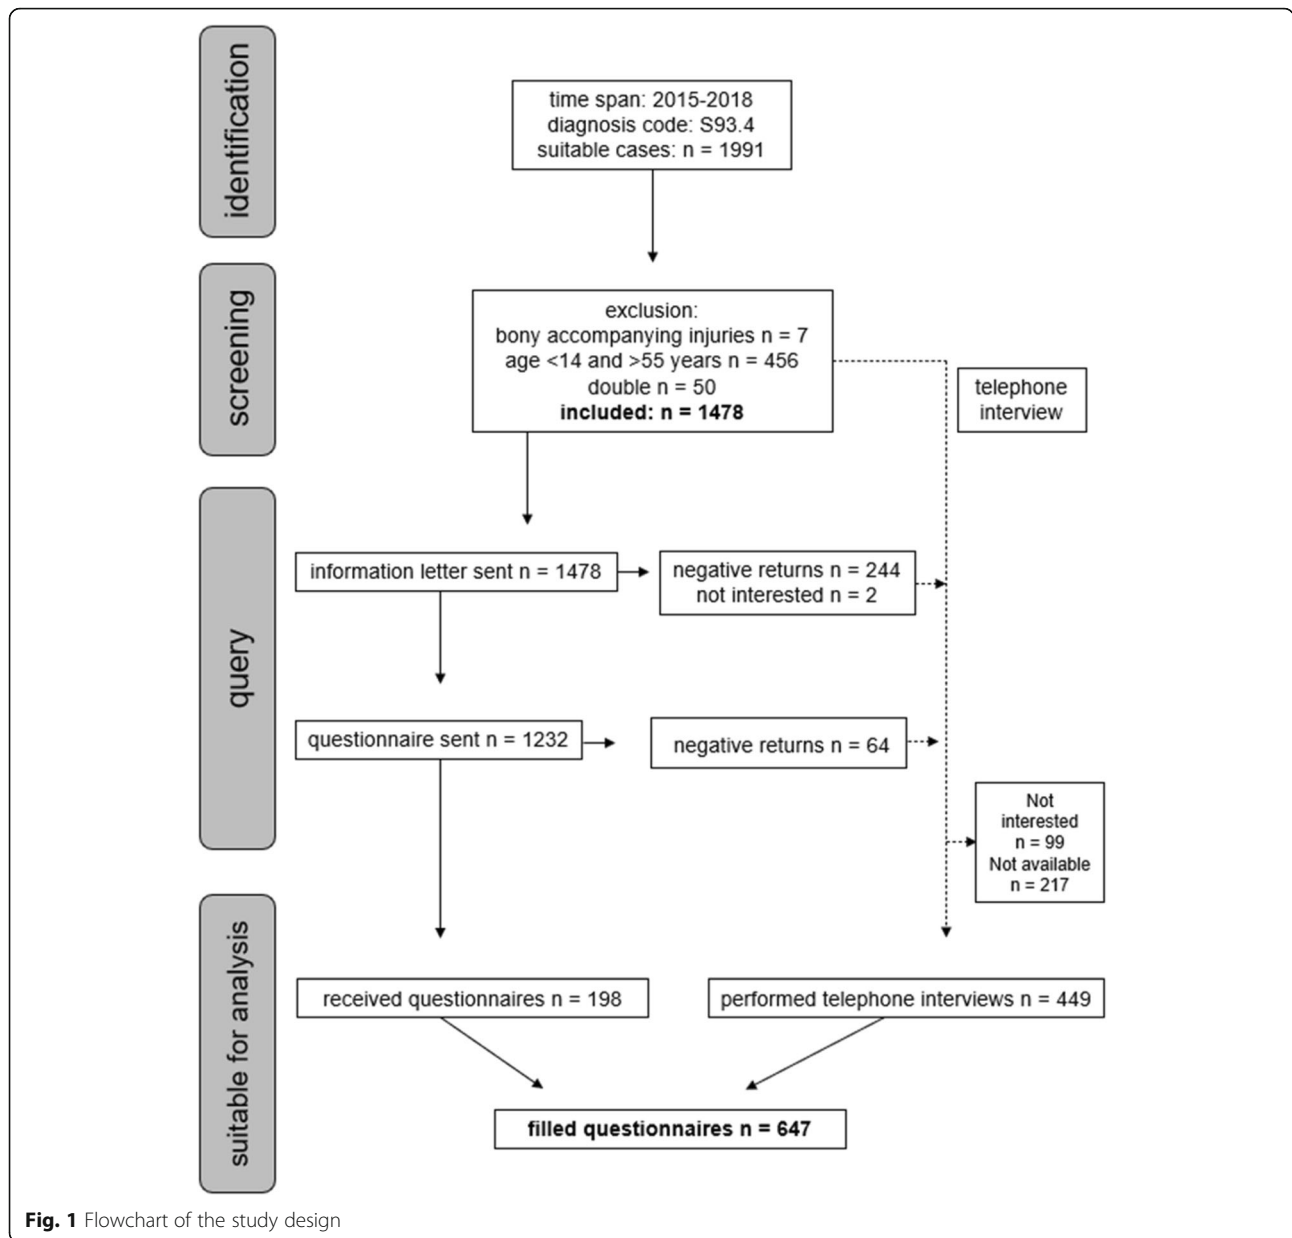 identification
time span: 2015-2018
diagnosis code: S93.4
suitable cases: n = 1991
screening
exclusion:
bony accompanying injuries n = 7
age <14 and >55 years n = 456
double n = 50
included: n = 1478
telephone
interview
query
information letter sent n = 1478
negative returns n = 244
not interested n = 2
questionnaire sent n = 1232
negative returns n = 64
Not
interested
n = 99
Not available
n = 217
suitable for analysis
received questionnaires n = 198
performed telephone interviews n = 449
filled questionnaires n = 647
Fig. 1 Flowchart of the study design